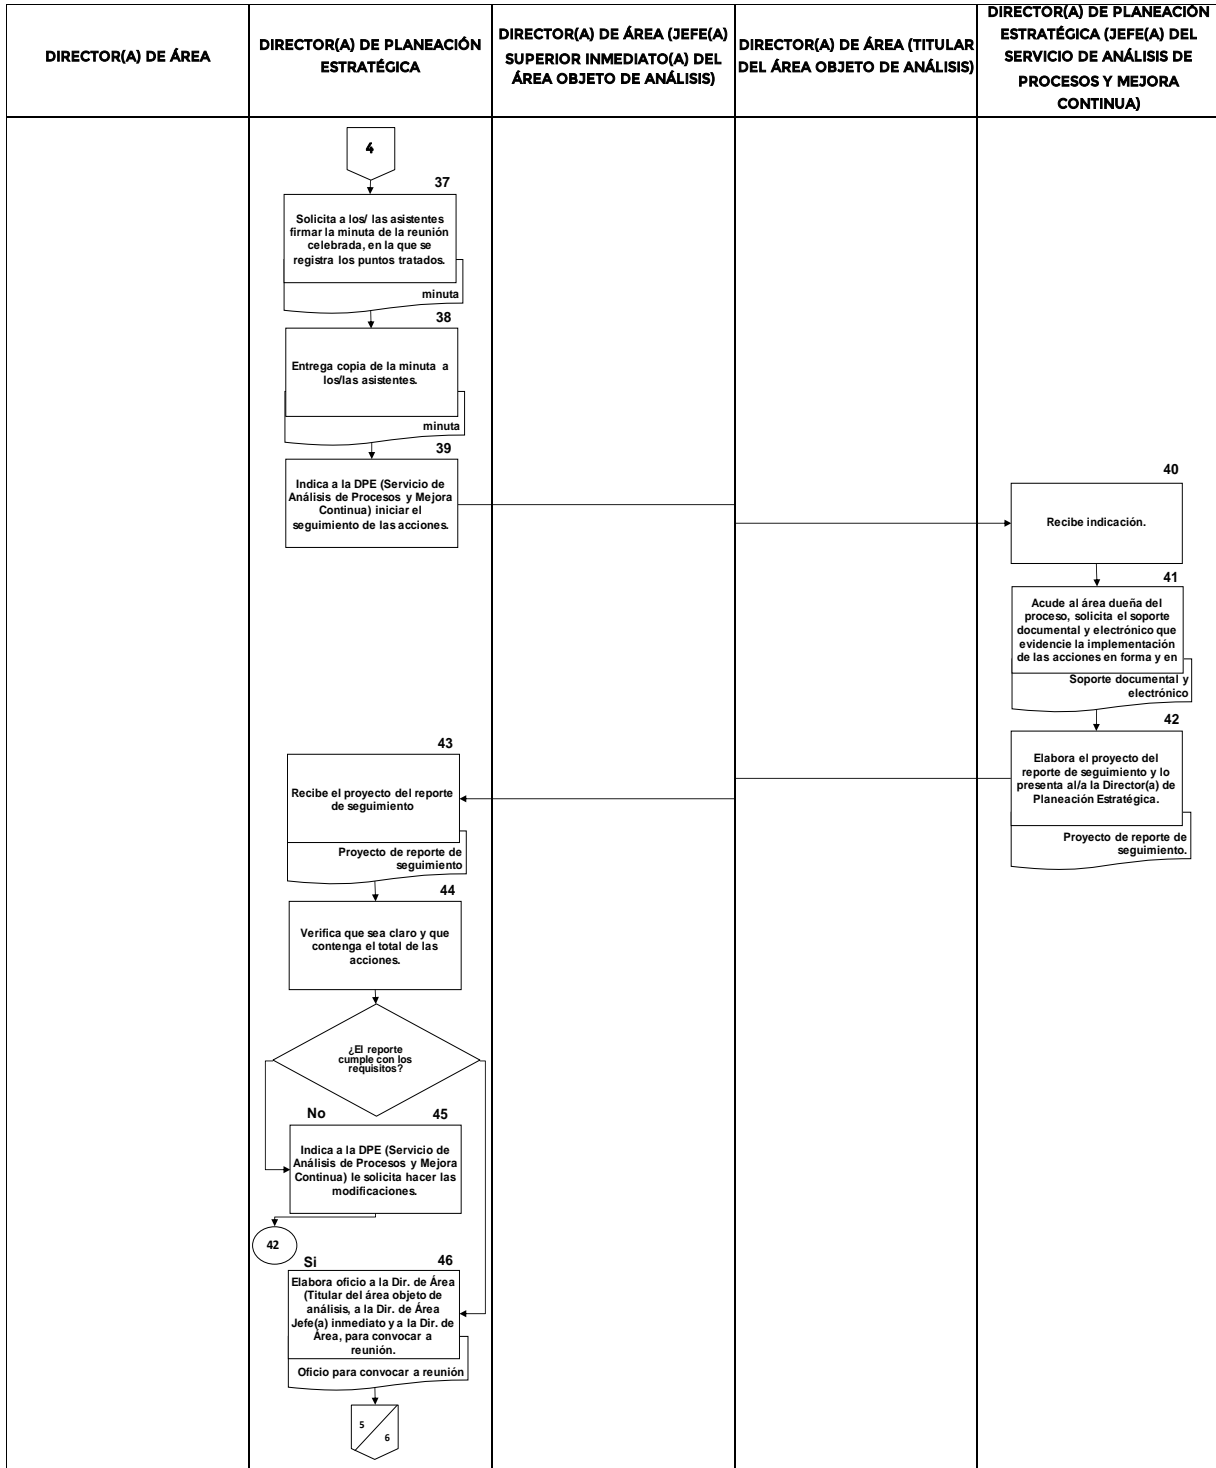 DIRECTOR(A) DE ÁREA
DIRECTOR(A) DE PLANEACIÓN
ESTRATÉGICA
DIRECTOR(A) DE ÁREA (JEFE(A)
SUPERIOR INMEDIATO(A) DEL
ÁREA OBJETO DE ANÁLISIS)
DIRECTOR(A) DE ÁREA (TITULAR
DEL ÁREA OBJETO DE ANÁLISIS)
DIRECTOR(A) DE PLANEACIÓN
ESTRATÉGICA (JEFE(A) DEL
SERVICIO DE ANÁLISIS DE
PROCESOS Y MEJORA
CONTINUA)
4
37
Solicita a los/ las asistentes
firmar la minuta de la reunión
celebrada, en la que se
registra los puntos tratados.
minuta
38
Entrega copia de la minuta a
los/las asistentes.
minuta
39
Indica a la DPE (Servicio de
Análisis de Procesos y Mejora
Continua) iniciar el
seguimiento de las acciones.
40
Recibe indicación.
41
Acude al área dueña del
proceso, solicita el soporte
documental y electrónico que
evidencie la implementación
de las acciones en forma y en
Soporte documental y
electrónico
42
Elabora el proyecto del
reporte de seguimiento y lo
presenta al/a la Director(a) de
Planeación Estratégica.
Proyecto de reporte de
seguimiento.
43
Recibe el proyecto del reporte
de seguimiento
Proyecto de reporte de
seguimiento
44
Verifica que sea claro y que
contenga el total de las
acciones.
¿El reporte
cumple con los
requisitos?
No
45
Indica a la DPE (Servicio de
Análisis de Procesos y Mejora
Continua) le solicita hacer las
modificaciones.
42
Si
46
Elabora oficio a la Dir. de Área
(Titular del área objeto de
análisis, a la Dir. de Área
Jefe(a) inmediato y a la Dir. de
Área, para convocar a
reunión.
Oficio para convocar a reunión
5
6